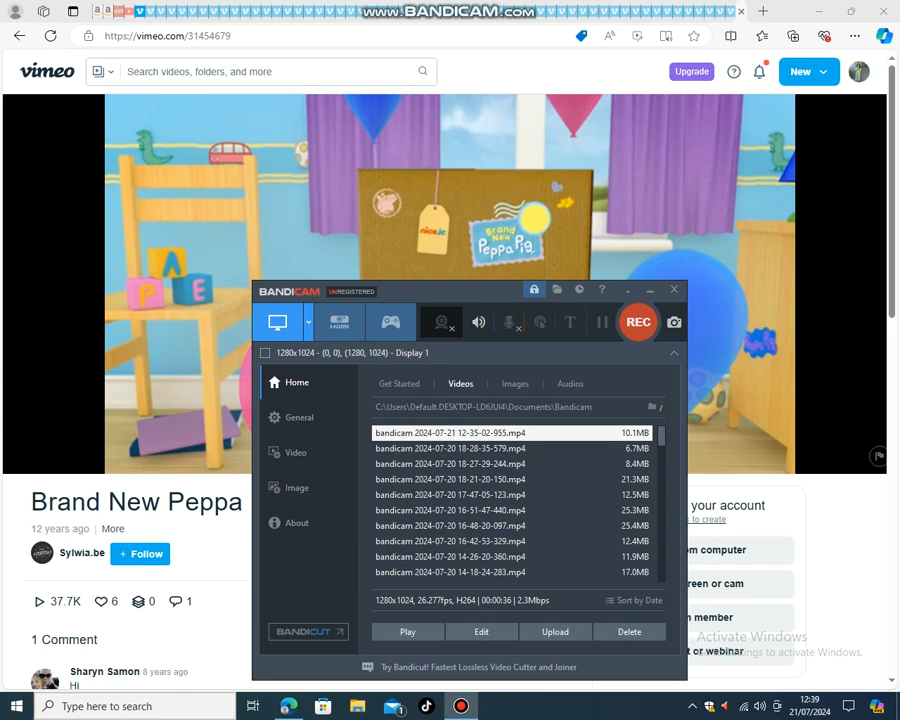 www.BANDICAM.com
https://vimeo.com/31454679
vimeo
Search videos, folders, and more
Upgrade
New
nick jr.
Brand New Peppa Pig
A
P
E
BANDICAM UNREGISTERED
HDMI
REC
1280x1024 - (0, 0), (1280, 1024) - Display 1
Home
General
Video
Image
About
Get Started Videos Images Audios
C:\Users\Default.DESKTOP-LD6JUI4\Documents\Bandicam
bandicam 2024-07-21 12-35-02-955.mp4 10.1MB
bandicam 2024-07-20 18-28-35-579.mp4 6.7MB
bandicam 2024-07-20 18-27-29-244.mp4 8.4MB
bandicam 2024-07-20 18-21-20-150.mp4 21.3MB
bandicam 2024-07-20 17-47-05-123.mp4 12.5MB
bandicam 2024-07-20 16-51-47-440.mp4 25.3MB
bandicam 2024-07-20 16-48-20-097.mp4 25.4MB
bandicam 2024-07-20 16-42-53-329.mp4 12.4MB
bandicam 2024-07-20 14-26-20-360.mp4 11.9MB
bandicam 2024-07-20 14-18-24-283.mp4 17.0MB
1280x1024, 26.277fps, H264 | 00:00:36 | 2.3Mbps
Sort by Date
BANDICUT
Play Edit Upload Delete
Try Bandicut! Fastest Lossless Video Cutter and Joiner
Brand New Peppa
12 years ago | More
Sylwia.be
+ Follow
37.7K 6 0 1
1 Comment
Sharyn Samon 8 years ago
Hi
your account
s to create
om computer
reen or cam
m member
t or webinar
Activate Windows
settings to activate Windows.
Type here to search
12:39
21/07/2024